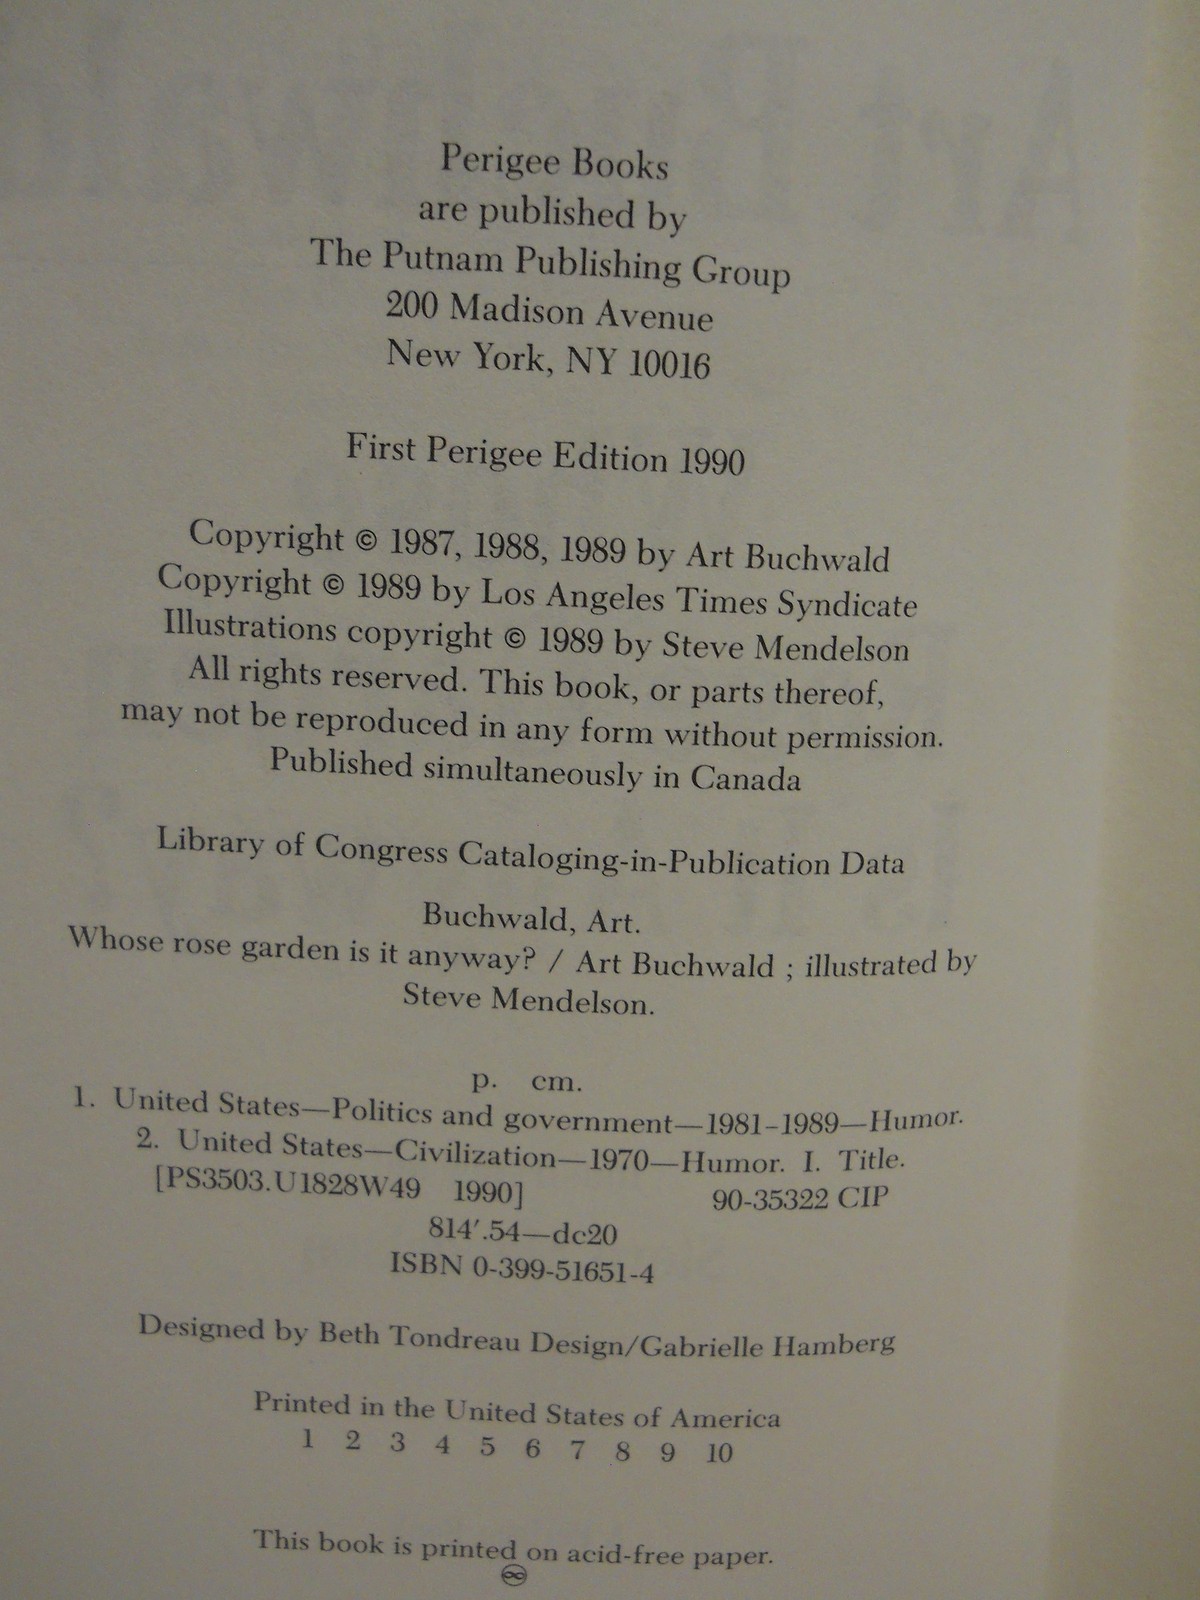 Perigee Books
are published by
The Putnam Publishing Group
200 Madison Avenue
New York, NY 10016
First Perigee Edition 1990
Copyright © 1987, 1988, 1989 by Art Buchwald
Copyright © 1989 by Los Angeles Times Syndicate
Illustrations copyright © 1989 by Steve Mendelson
All rights reserved. This book, or parts thereof,
may not be reproduced in any form without permission.
Published simultaneously in Canada
Library of Congress Cataloging-in-Publication Data
Buchwald, Art.
Whose rose garden is it anyway? / Art Buchwald ; illustrated by
Steve Mendelson.
p. cm.
1. United States—Politics and government—1981–1989—Humor.
2. United States—Civilization—1970—Humor. I. Title.
[PS3503.U1828W49 1990] 90-35322 CIP
814′.54—dc20
ISBN 0-399-51651-4
Designed by Beth Tondreau Design/Gabrielle Hamberg
Printed in the United States of America
1 2 3 4 5 6 7 8 9 10
This book is printed on acid-free paper.